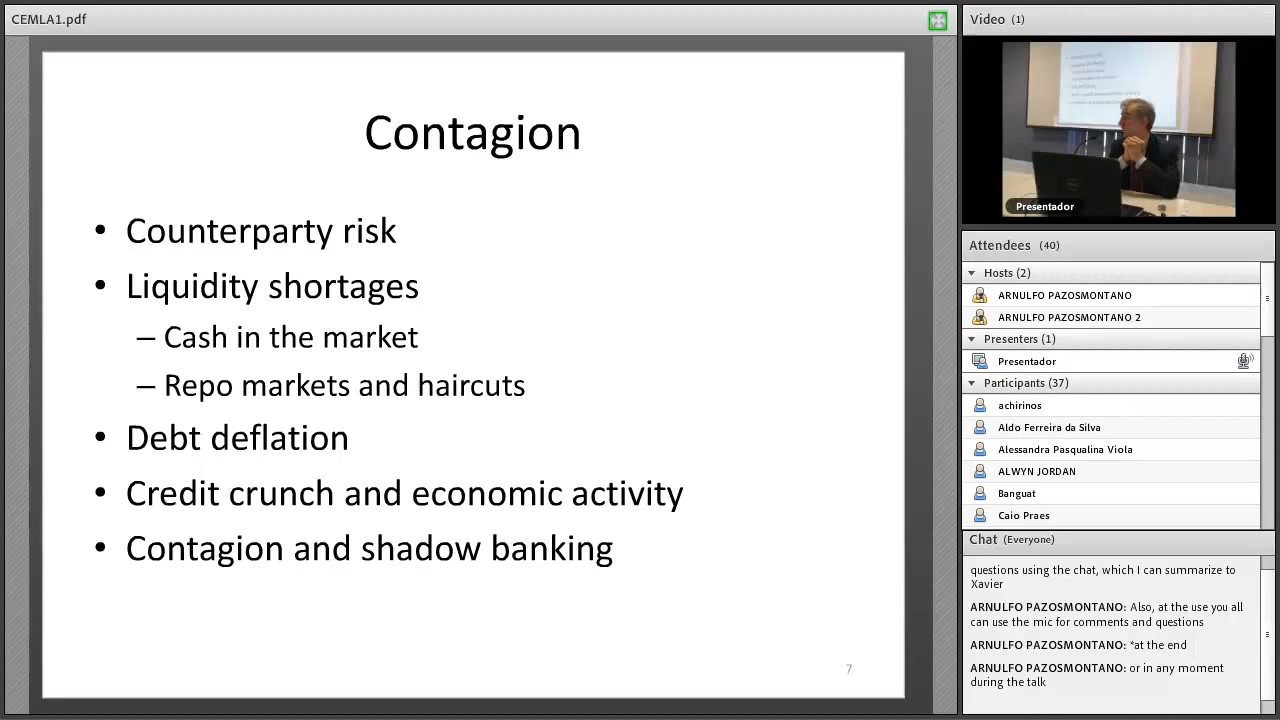 CEMLA1.pdf
Contagion
• Counterparty risk
• Liquidity shortages
– Cash in the market
– Repo markets and haircuts
• Debt deflation
• Credit crunch and economic activity
• Contagion and shadow banking
7
Video (1)
Presentador
Attendees (40)
Hosts (2)
ARNULFO PAZOSMONTANO
ARNULFO PAZOSMONTANO 2
Presenters (1)
Presentador
Participants (37)
achirinos
Aldo Ferreira da Silva
Alessandra Pasqualina Viola
ALWYN JORDAN
Banguat
Caio Praes
Chat (Everyone)
questions using the chat, which I can summarize to
Xavier
ARNULFO PAZOSMONTANO: Also, at the use you all
can use the mic for comments and questions
ARNULFO PAZOSMONTANO: *at the end
ARNULFO PAZOSMONTANO: or in any moment
during the talk